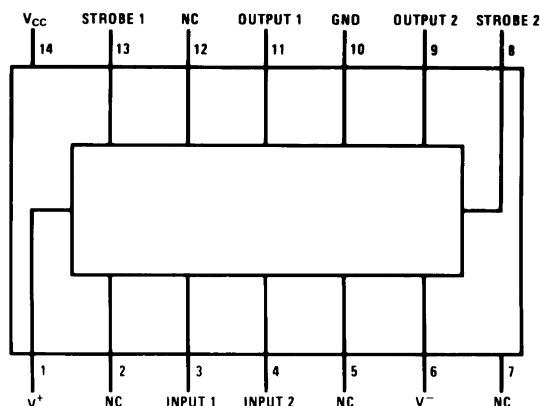 VCC STROBE 1 NC OUTPUT 1 GND OUTPUT 2 STROBE 2
14 13 12 11 10 9 8
1 2 3 4 5 6 7
V+ NC INPUT 1 INPUT 2 NC V− NC